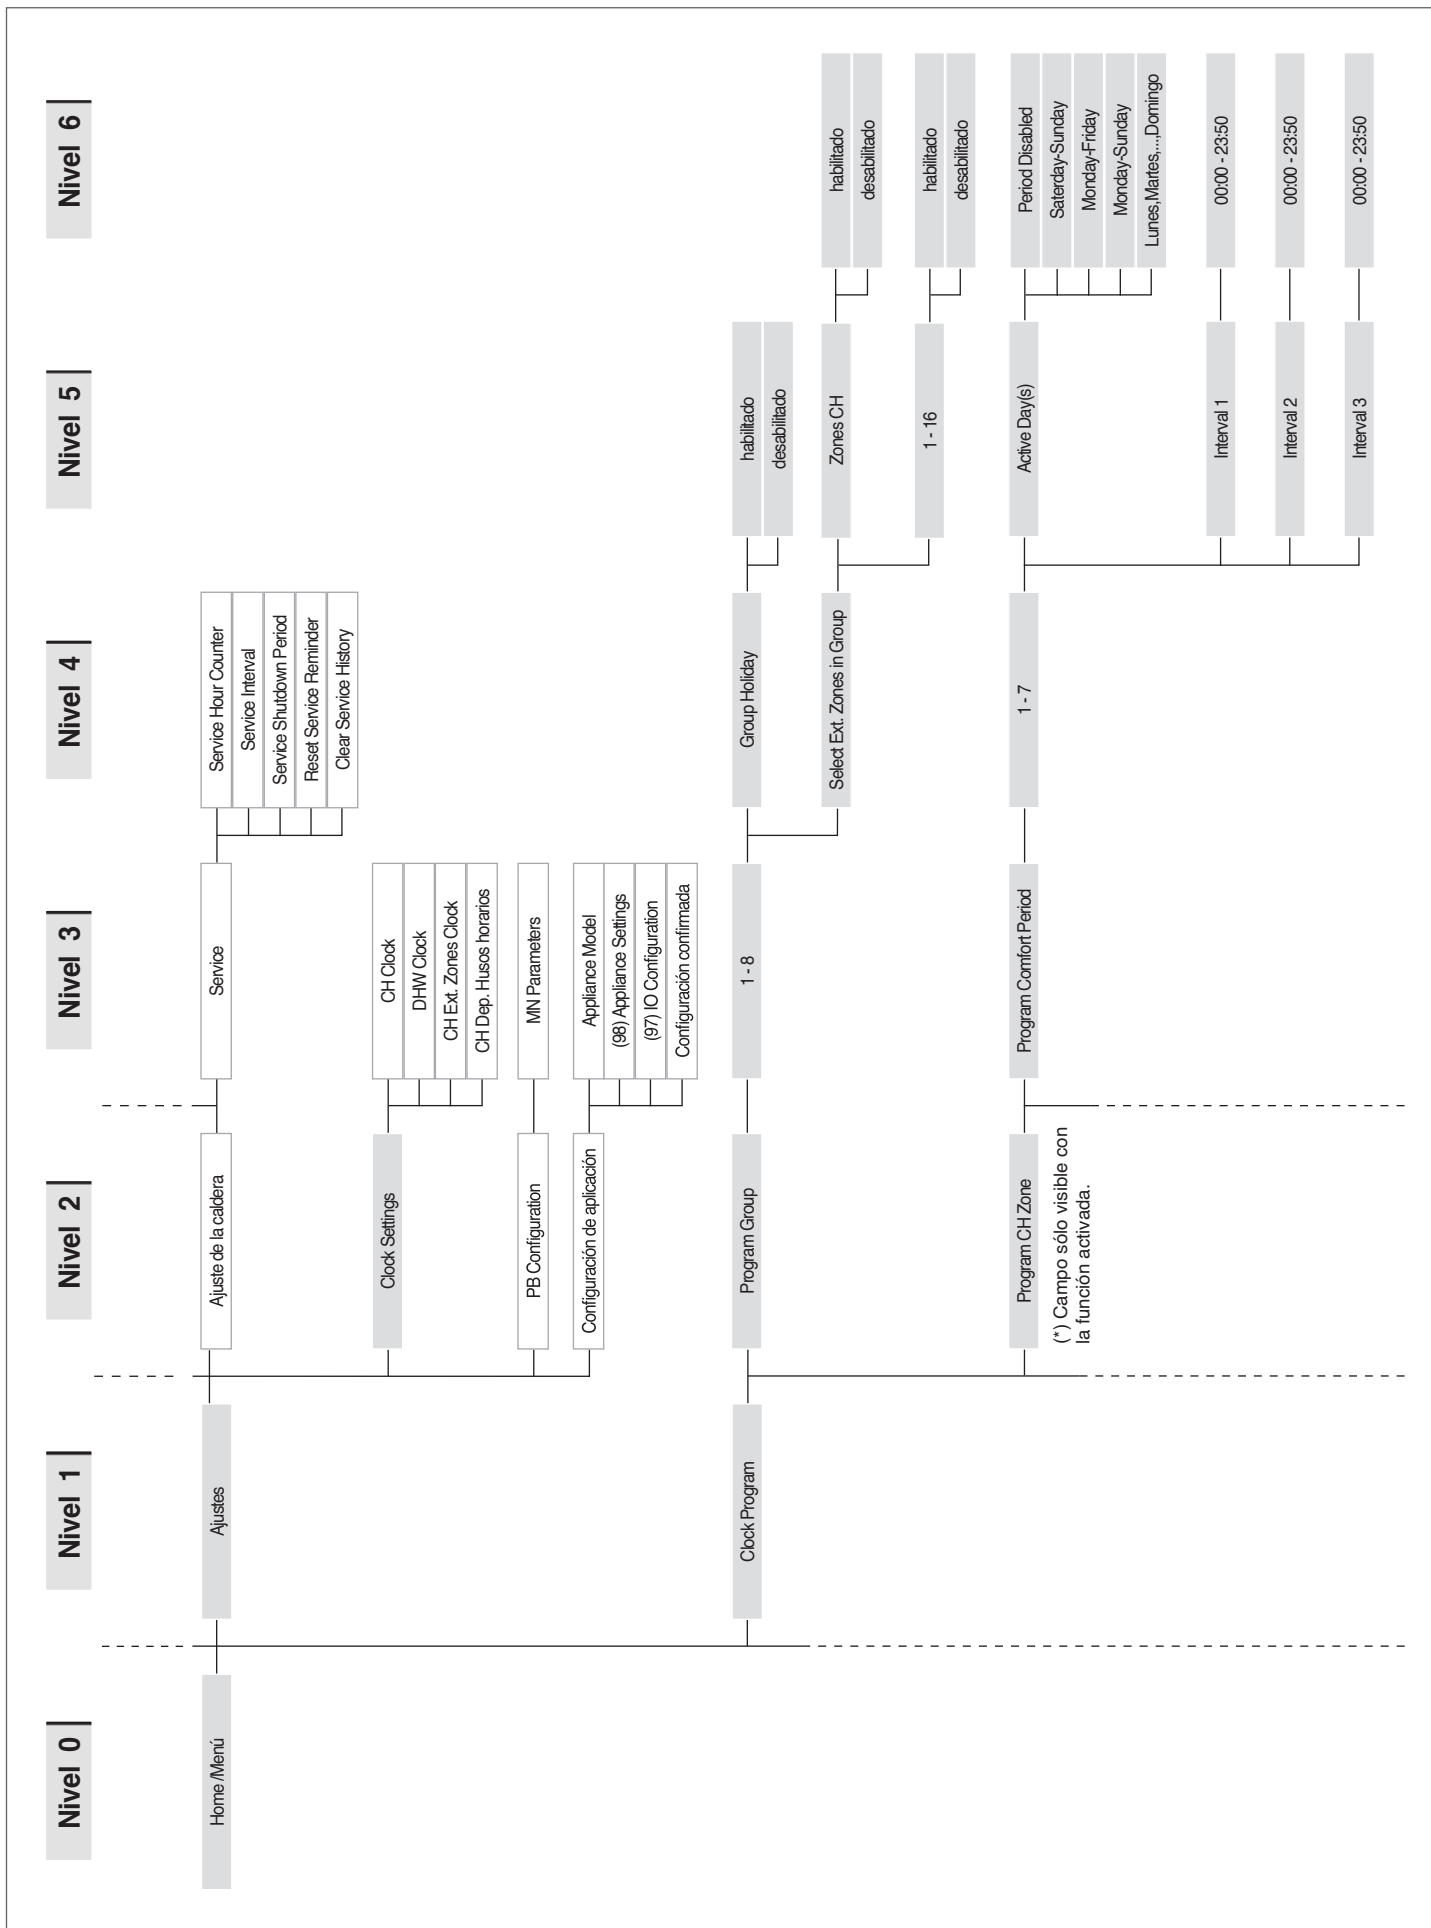 Nivel 0
Nivel 1
Nivel 2
Nivel 3
Nivel 4
Nivel 5
Nivel 6
Home /Menú
Ajustes
Ajuste de la caldera
Service
Service Hour Counter
Service Interval
Service Shutdown Period
Reset Service Reminder
Clear Service History
Clock Settings
CH Clock
DHW Clock
CH Ext. Zones Clock
CH Dep. Husos horarios
PB Configuration
MN Parameters
Configuración de aplicación
Appliance Model
(98) Appliance Settings
(97) IO Configuration
Configuración confirmada
Clock Program
Program Group
1 - 8
Group Holiday
habilitado
desabilitado
Select Ext. Zones in Group
Zones CH
habilitado
desabilitado
1 - 16
habilitado
desabilitado
Program CH Zone
(*) Campo sólo visible con
la función activada.
Program Comfort Period
1 - 7
Active Day(s)
Period Disabled
Saterday-Sunday
Monday-Friday
Monday-Sunday
Lunes,Martes,...,Domingo
Interval 1
00:00 - 23:50
Interval 2
00:00 - 23:50
Interval 3
00:00 - 23:50